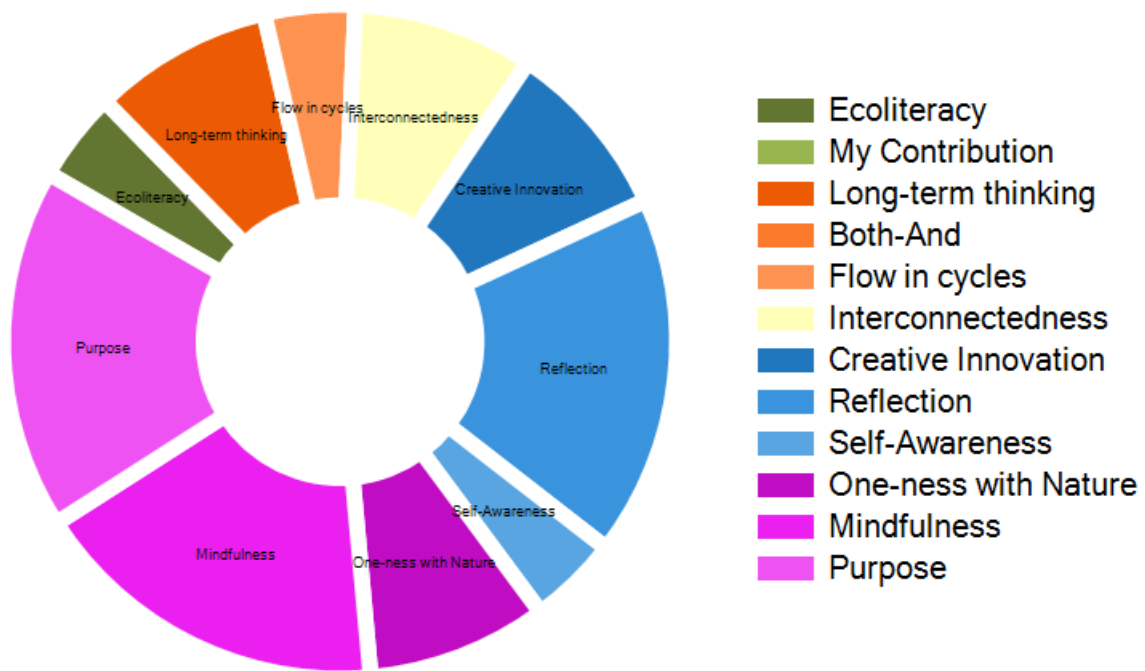 Flow in cycles
Interconnectedness
Long-term thinking
Creative Innovation
Ecoliteracy
Purpose
Reflection
Self-Awareness
Mindfulness
One-ness with Nature
Ecoliteracy
My Contribution
Long-term thinking
Both-And
Flow in cycles
Interconnectedness
Creative Innovation
Reflection
Self-Awareness
One-ness with Nature
Mindfulness
Purpose